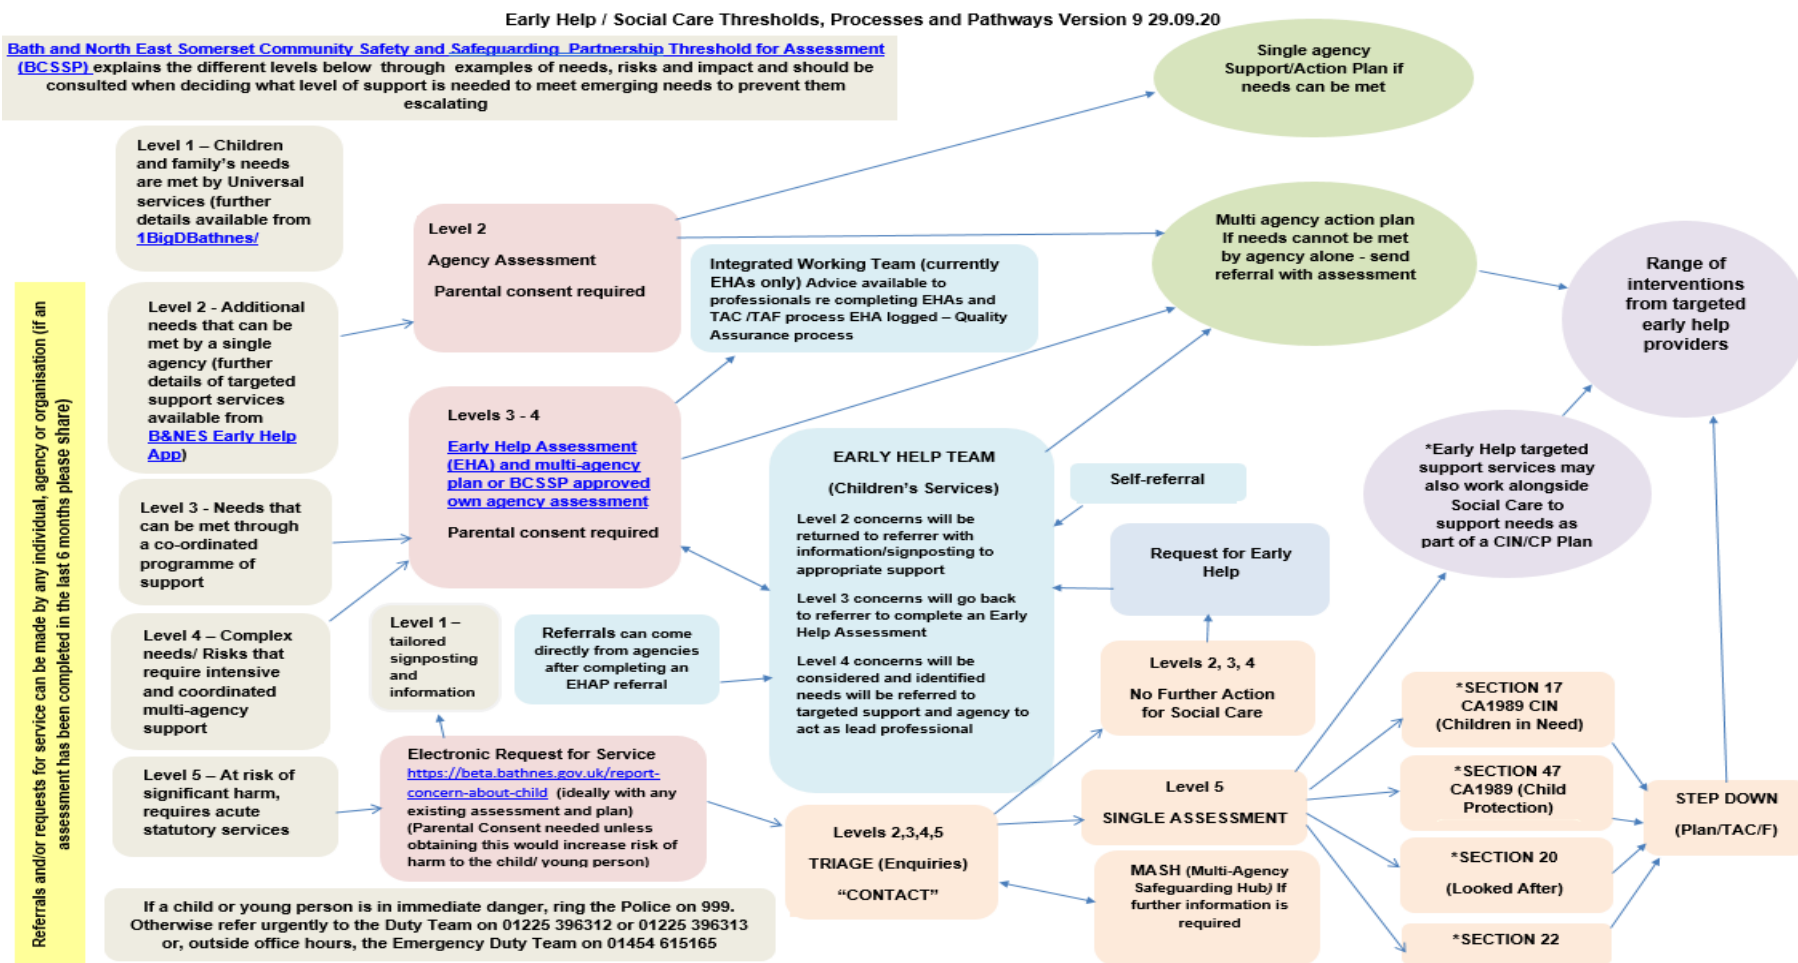 Early Help / Social Care Thresholds, Processes and Pathways Version 9 29.09.20
Bath and North East Somerset Community Safety and Safeguarding Partnership Threshold for Assessment
(BCSSP) explains the different levels below through examples of needs, risks and impact and should be
consulted when deciding what level of support is needed to meet emerging needs to prevent them
escalating
Single agency
Support/Action Plan if
needs can be met
Level 1 – Children
and family's needs
are met by Universal
services (further
details available from
1BigDBathnes/
Level 2
Agency Assessment
Parental consent required
Multi agency action plan
If needs cannot be met
by agency alone - send
referral with assessment
Range of
interventions
from targeted
early help
providers
Integrated Working Team (currently
EHAs only) Advice available to
professionals re completing EHAs and
TAC /TAF process EHA logged – Quality
Assurance process
Referrals and/or requests for service can be made by any individual, agency or organisation (if an
assessment has been completed in the last 6 months please share)
Level 2 - Additional
needs that can be
met by a single
agency (further
details of targeted
support services
available from
B&NES Early Help
App)
Levels 3 - 4
Early Help Assessment
(EHA) and multi-agency
plan or BCSSP approved
own agency assessment
Parental consent required
EARLY HELP TEAM
(Children's Services)
Level 2 concerns will be
returned to referrer with
information/signposting to
appropriate support
Level 3 concerns will go back
to referrer to complete an Early
Help Assessment
Level 4 concerns will be
considered and identified
needs will be referred to
targeted support and agency to
act as lead professional
Self-referral
*Early Help targeted
support services may
also work alongside
Social Care to
support needs as
part of a CIN/CP Plan
Level 3 - Needs that
can be met through
a co-ordinated
programme of
support
Request for Early
Help
Level 4 – Complex
needs/ Risks that
require intensive
and coordinated
multi-agency
support
Level 1 –
tailored
signposting
and
information
Referrals can come
directly from agencies
after completing an
EHAP referral
Levels 2, 3, 4
No Further Action
for Social Care
*SECTION 17
CA1989 CIN
(Children in Need)
Level 5 – At risk of
significant harm,
requires acute
statutory services
Electronic Request for Service
https://beta.bathnes.gov.uk/report-
concern-about-child (ideally with any
existing assessment and plan)
(Parental Consent needed unless
obtaining this would increase risk of
harm to the child/ young person)
Levels 2,3,4,5
TRIAGE (Enquiries)
"CONTACT"
Level 5
SINGLE ASSESSMENT
*SECTION 47
CA1989 (Child
Protection)
STEP DOWN
(Plan/TAC/F)
MASH (Multi-Agency
Safeguarding Hub) If
further information is
required
*SECTION 20
(Looked After)
*SECTION 22
If a child or young person is in immediate danger, ring the Police on 999.
Otherwise refer urgently to the Duty Team on 01225 396312 or 01225 396313
or, outside office hours, the Emergency Duty Team on 01454 615165